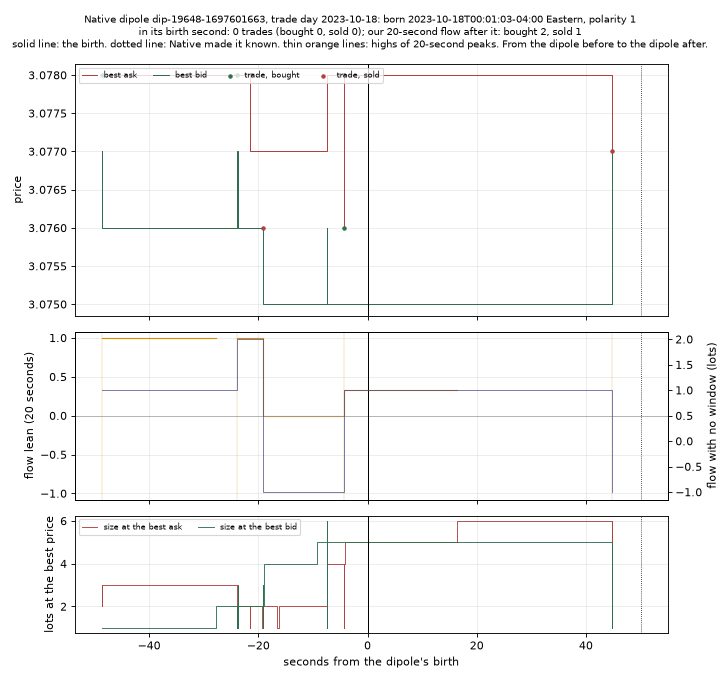 Native dipole dip-19648-1697601663, trade day 2023-10-18: born 2023-10-18T00:01:03-04:00 Eastern, polarity 1
in its birth second: 0 trades (bought 0, sold 0); our 20-second flow after it: bought 2, sold 1
solid line: the birth. dotted line: Native made it known. thin orange lines: highs of 20-second peaks. From the dipole before to the dipole after.
best ask best bid trade, bought trade, sold
3.0780
3.0775
3.0770
3.0765
3.0760
3.0755
3.0750
price
1.0 2.0
1.5
0.5 1.0
0.0 0.5
0.0
−0.5 −0.5
−1.0 −1.0
flow lean (20 seconds)
flow with no window (lots)
size at the best ask size at the best bid
6
4
2
lots at the best price
−40 −20 0 20 40
seconds from the dipole's birth